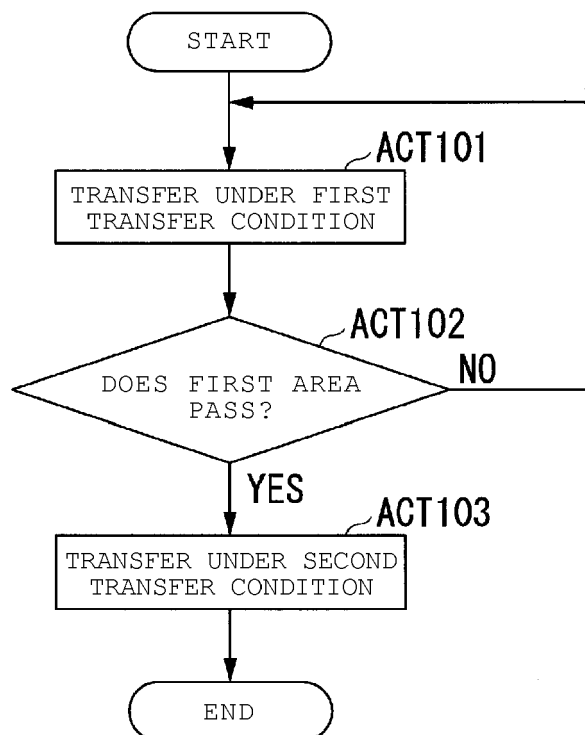 START
ACT101
TRANSFER UNDER FIRST
TRANSFER CONDITION
ACT102
DOES FIRST AREA
PASS?
NO
YES
ACT103
TRANSFER UNDER SECOND
TRANSFER CONDITION
END